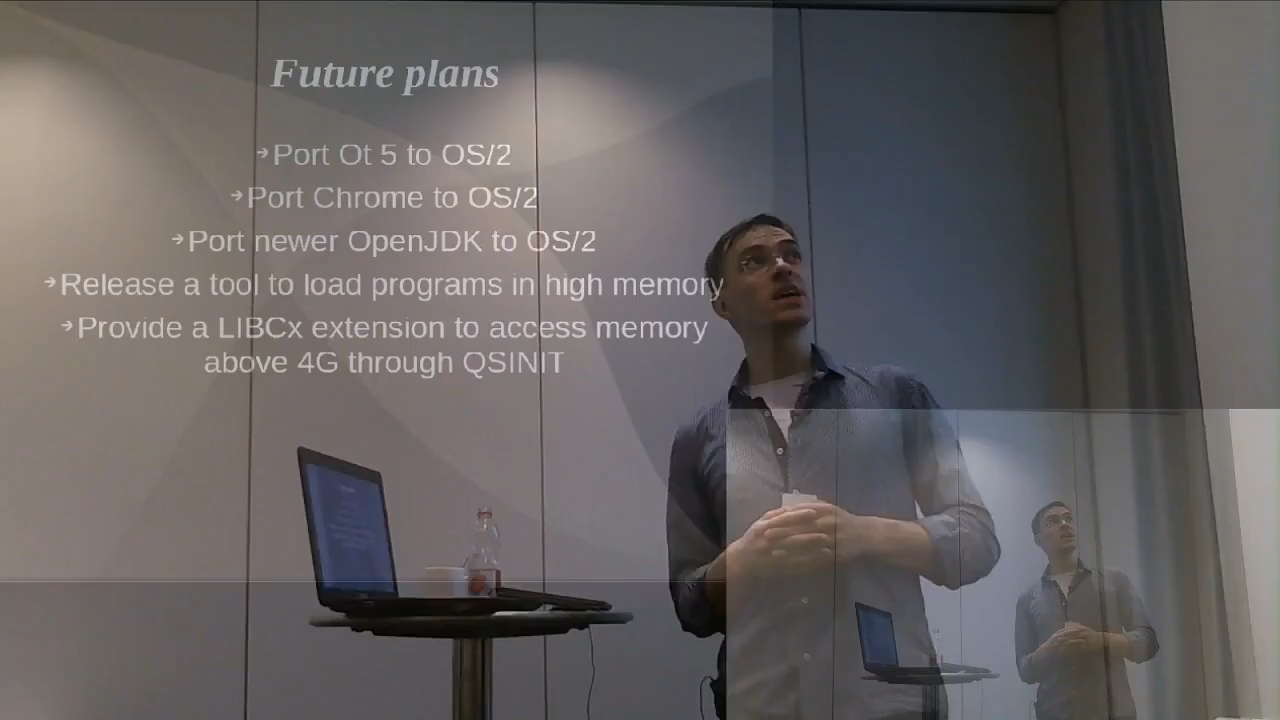 Future plans
Port Qt 5 to OS/2
Port Chrome to OS/2
Port newer OpenJDK to OS/2
Release a tool to load programs in high memory
Provide a LIBCx extension to access memory
above 4G through QSINIT